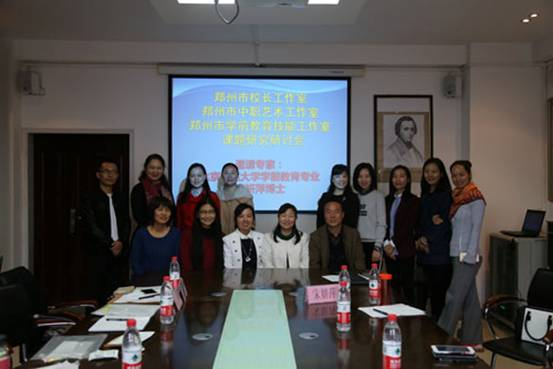 郑州市校长工作室
郑州市中职艺术工作室
郑州市学前教育技能工作室
课题研究研讨会
邀请专家：
大学学前教育专业
萍博士